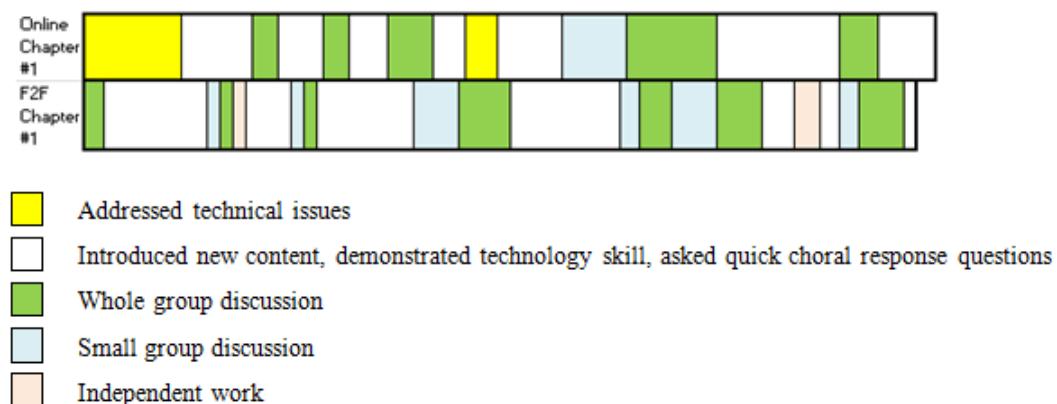 Online
Chapter
#1
F2F
Chapter
#1
Addressed technical issues
Introduced new content, demonstrated technology skill, asked quick choral response questions
Whole group discussion
Small group discussion
Independent work